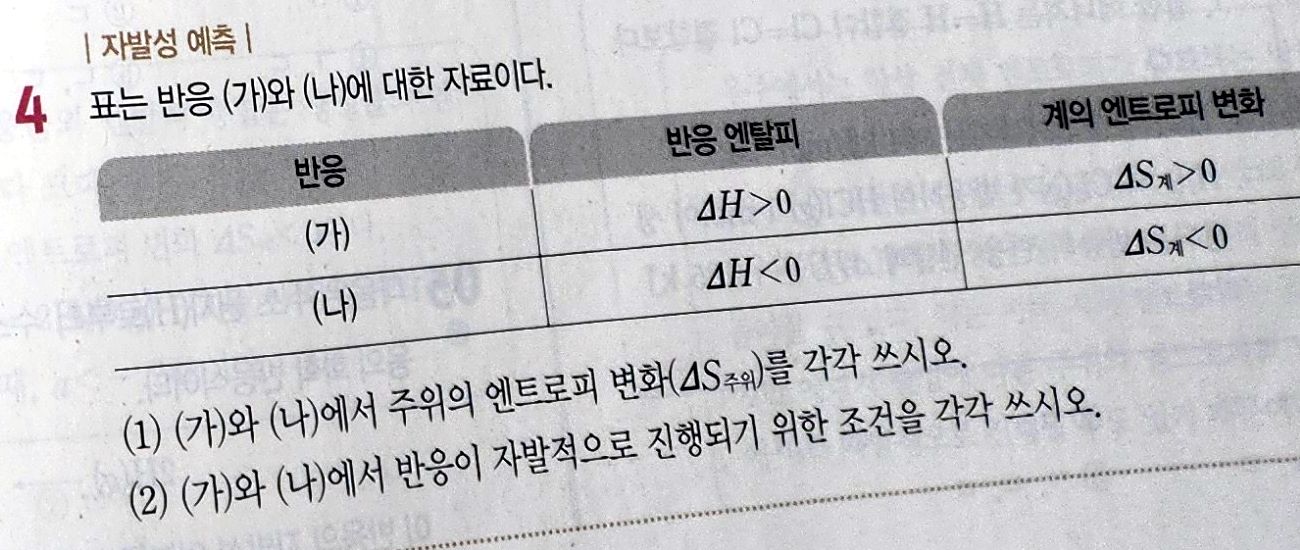 | 자발성 예측 |
4 표는 반응 (가)와 (나)에 대한 자료이다.
반응 반응 엔탈피 계의 엔트로피 변화
(가) ΔH>0 ΔS계>0
(나) ΔH<0 ΔS계<0
(1) (가)와 (나)에서 주위의 엔트로피 변화(ΔS주위)를 각각 쓰시오.
(2) (가)와 (나)에서 반응이 자발적으로 진행되기 위한 조건을 각각 쓰시오.